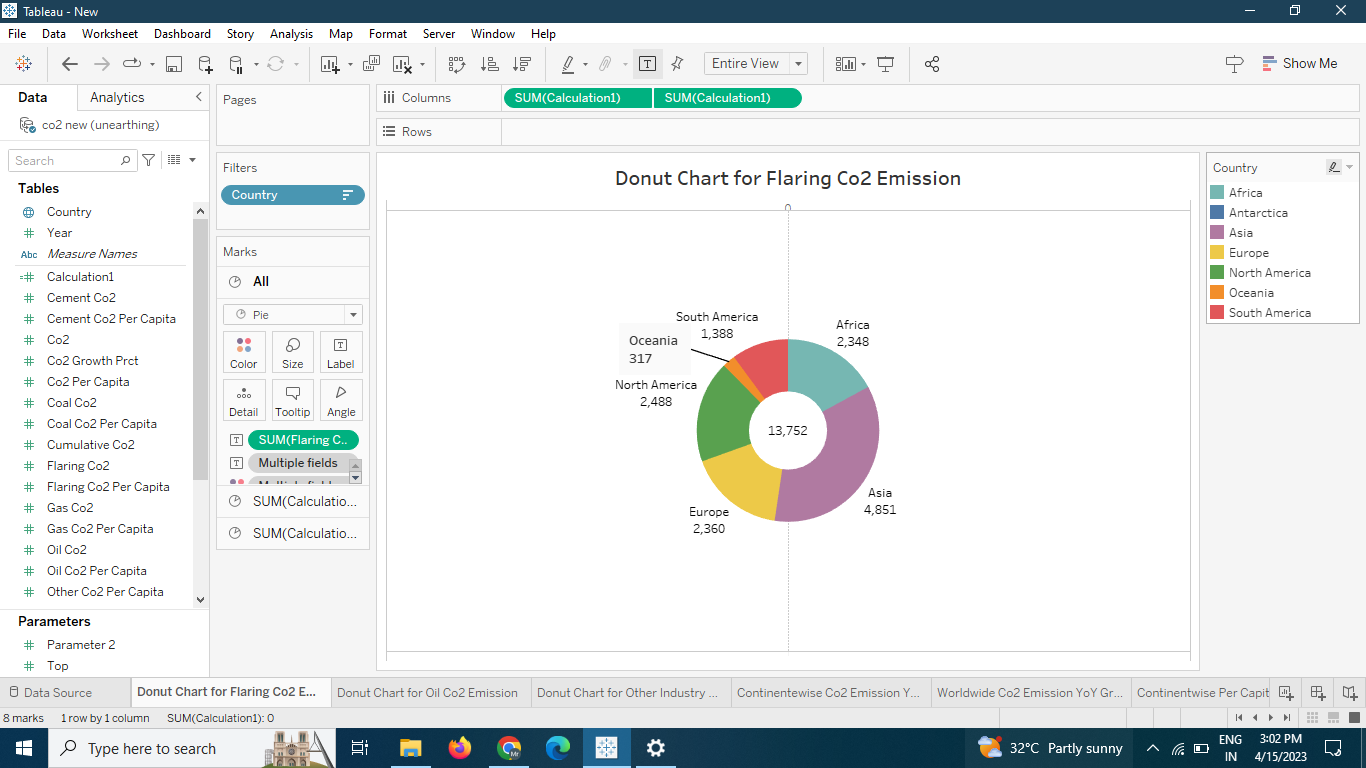 Tableau - New
File Data Worksheet Dashboard Story Analysis Map Format Server Window Help
Entire View
Show Me
Data Analytics
co2 new (unearthing)
Search
Tables
Country
Year
Abc Measure Names
Calculation1
Cement Co2
Cement Co2 Per Capita
Co2
Co2 Growth Prct
Co2 Per Capita
Coal Co2
Coal Co2 Per Capita
Cumulative Co2
Flaring Co2
Flaring Co2 Per Capita
Gas Co2
Gas Co2 Per Capita
Oil Co2
Oil Co2 Per Capita
Other Co2 Per Capita
Parameters
Parameter 2
Top
Pages
Filters
Country
Marks
All
Pie
Color Size Label
Detail Tooltip Angle
SUM(Flaring C..
Multiple fields
SUM(Calculatio...
SUM(Calculatio...
Columns SUM(Calculation1) SUM(Calculation1)
Rows
Donut Chart for Flaring Co2 Emission
0
South America
1,388
Africa
2,348
Oceania
317
North America
2,488
13,752
Asia
4,851
Europe
2,360
Country
Africa
Antarctica
Asia
Europe
North America
Oceania
South America
Data Source Donut Chart for Flaring Co2 E... Donut Chart for Oil Co2 Emission Donut Chart for Other Industry ... Continentewise Co2 Emission Y... Worldwide Co2 Emission YoY Gr... Continentwise Per Capit
8 marks 1 row by 1 column SUM(Calculation1): 0
Type here to search
32°C Partly sunny
ENG
IN
3:02 PM
4/15/2023